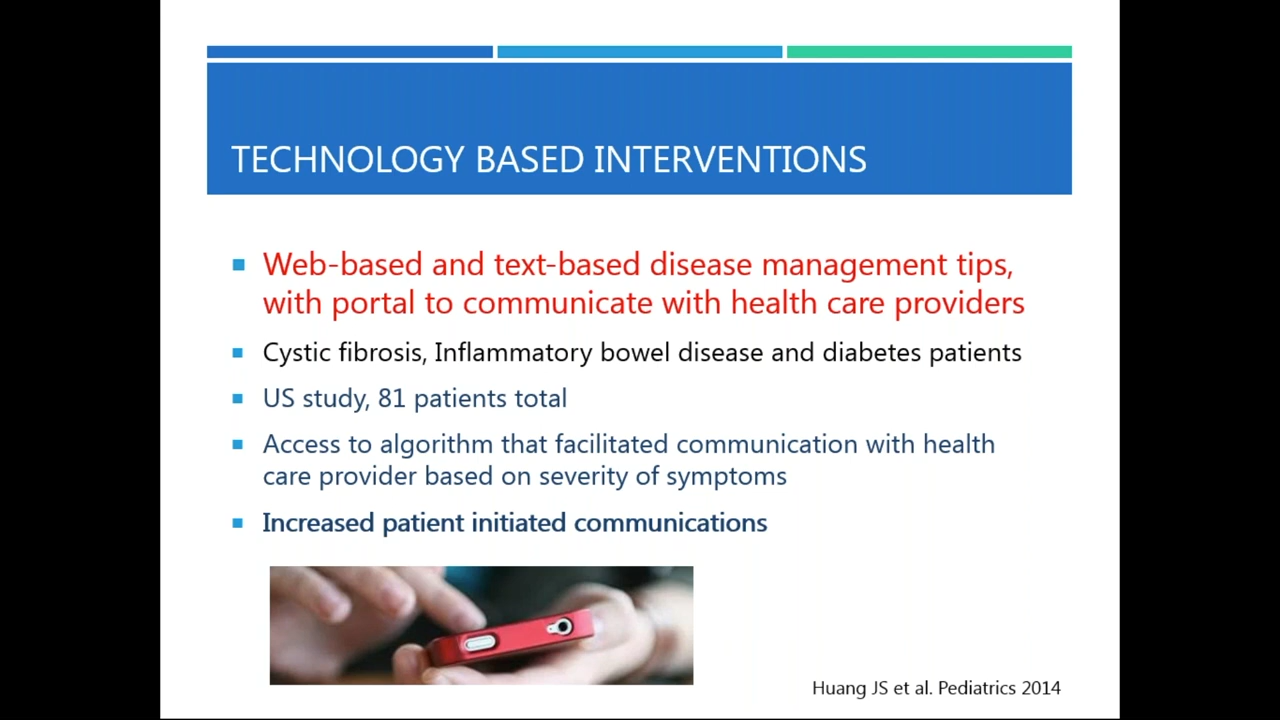 TECHNOLOGY BASED INTERVENTIONS
Web-based and text-based disease management tips,
with portal to communicate with health care providers
Cystic fibrosis, Inflammatory bowel disease and diabetes patients
US study, 81 patients total
Access to algorithm that facilitated communication with health
care provider based on severity of symptoms
Increased patient initiated communications
Huang JS et al. Pediatrics 2014